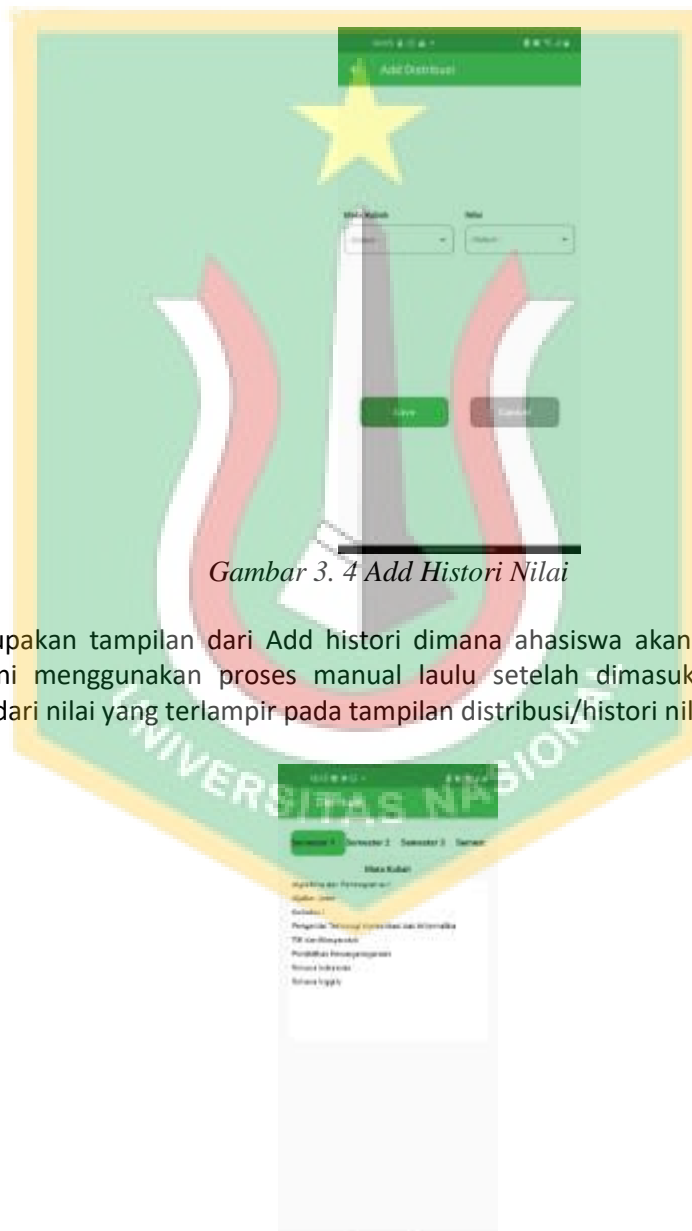 Add Distribusi
Mata Kuliah Nilai
Save Cancel
Gambar 3. 4 Add Histori Nilai
upakan tampilan dari Add histori dimana ahasiswa akan
ni menggunakan proses manual laulu setelah dimasuk
dari nilai yang terlampir pada tampilan distribusi/histori nil
UNIVERSITAS NASIONAL
Semester 1 Semester 2 Semester 3 Semest
Mata Kuliah
Algoritma dan Pemrograman I
Aljabar Linier
Kalkulus I
Pengantar Teknologi Komunikasi dan Informatika
TIK dan Masyarakat
Pendidikan Kewarganegaraan
Bahasa Indonesia
Bahasa Inggris